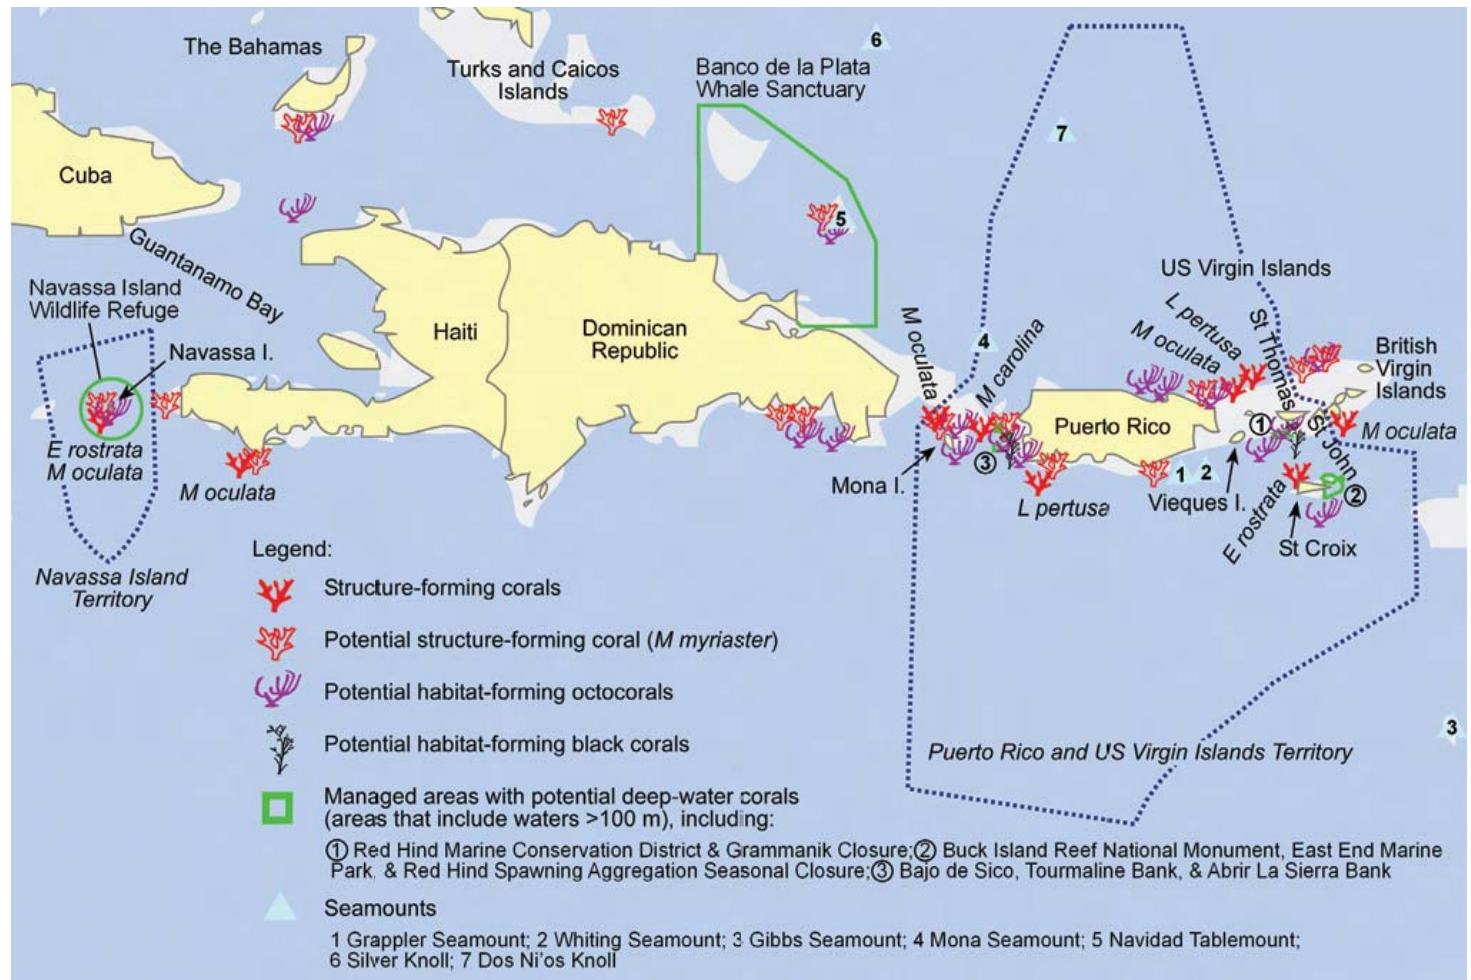 The Bahamas
6
Turks and Caicos
Islands
Banco de la Plata
Whale Sanctuary
7
Cuba
5
Guantanamo Bay
US Virgin Islands
Navassa Island
Wildlife Refuge
Navassa I.
Haiti
Dominican
Republic
M oculata
4
M carolina
L pertusa
M oculata
St Thomas
British
Virgin
Islands
Puerto Rico
1
St John
M oculata
E rostrata
M oculata
M oculata
Mona I.
3
L pertusa
1
2
Vieques I.
E rostrata
2
St Croix
Navassa Island
Territory
Legend:
Structure-forming corals
Potential structure-forming coral (M myriaster)
Potential habitat-forming octocorals
Potential habitat-forming black corals
3
Puerto Rico and US Virgin Islands Territory
Managed areas with potential deep-water corals
(areas that include waters >100 m), including:
① Red Hind Marine Conservation District & Grammanik Closure;② Buck Island Reef National Monument, East End Marine
Park, & Red Hind Spawning Aggregation Seasonal Closure;③ Bajo de Sico, Tourmaline Bank, & Abrir La Sierra Bank
Seamounts
1 Grappler Seamount; 2 Whiting Seamount; 3 Gibbs Seamount; 4 Mona Seamount; 5 Navidad Tablemount;
6 Silver Knoll; 7 Dos Ni'os Knoll